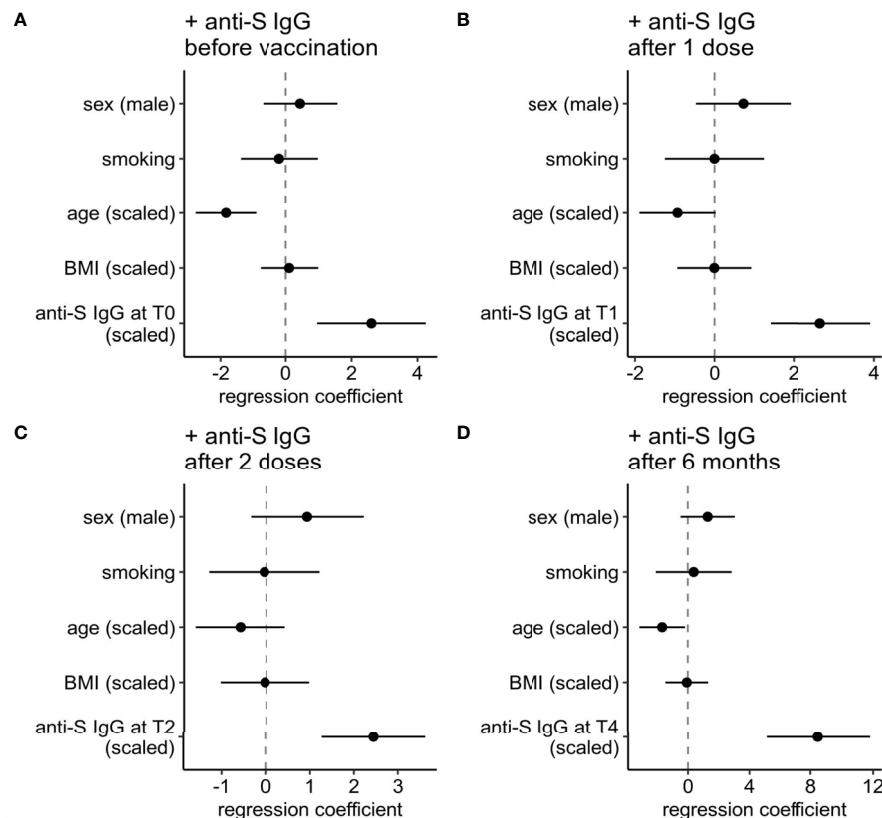 A
+ anti-S IgG
before vaccination
sex (male)
smoking
age (scaled)
BMI (scaled)
anti-S IgG at T0
(scaled)
-2
0
2
4
regression coefficient
B
+ anti-S IgG
after 1 dose
sex (male)
smoking
age (scaled)
BMI (scaled)
anti-S IgG at T1
(scaled)
-2
0
2
4
regression coefficient
C
+ anti-S IgG
after 2 doses
sex (male)
smoking
age (scaled)
BMI (scaled)
anti-S IgG at T2
(scaled)
-1
0
1
2
3
regression coefficient
D
+ anti-S IgG
after 6 months
sex (male)
smoking
age (scaled)
BMI (scaled)
anti-S IgG at T4
(scaled)
0
4
8
12
regression coefficient